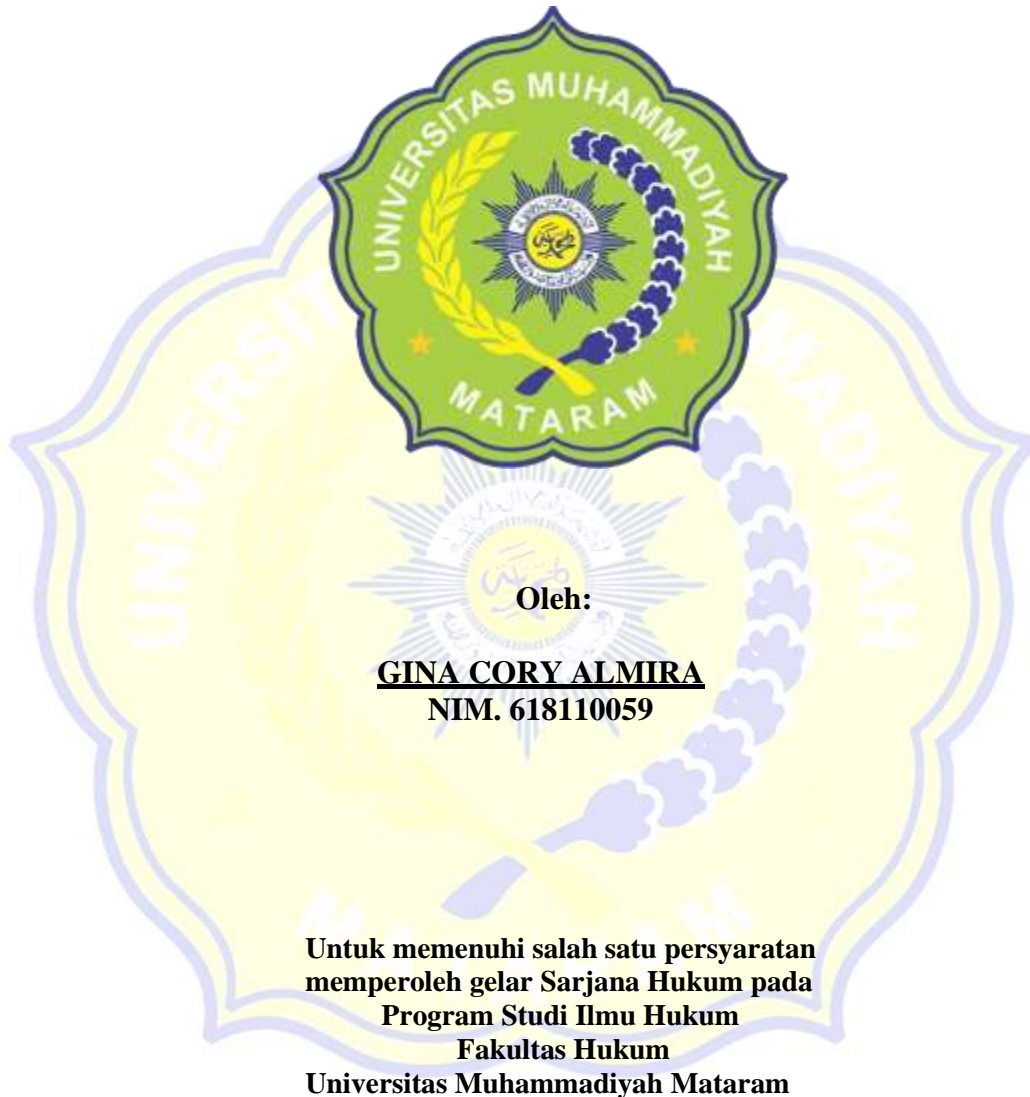 UNIVERSITAS MUHAMMADIYAH
MATARAM
Oleh:
GINA CORY ALMIRA
NIM. 618110059
Untuk memenuhi salah satu persyaratan
memperoleh gelar Sarjana Hukum pada
Program Studi Ilmu Hukum
Fakultas Hukum
Universitas Muhammadiyah Mataram